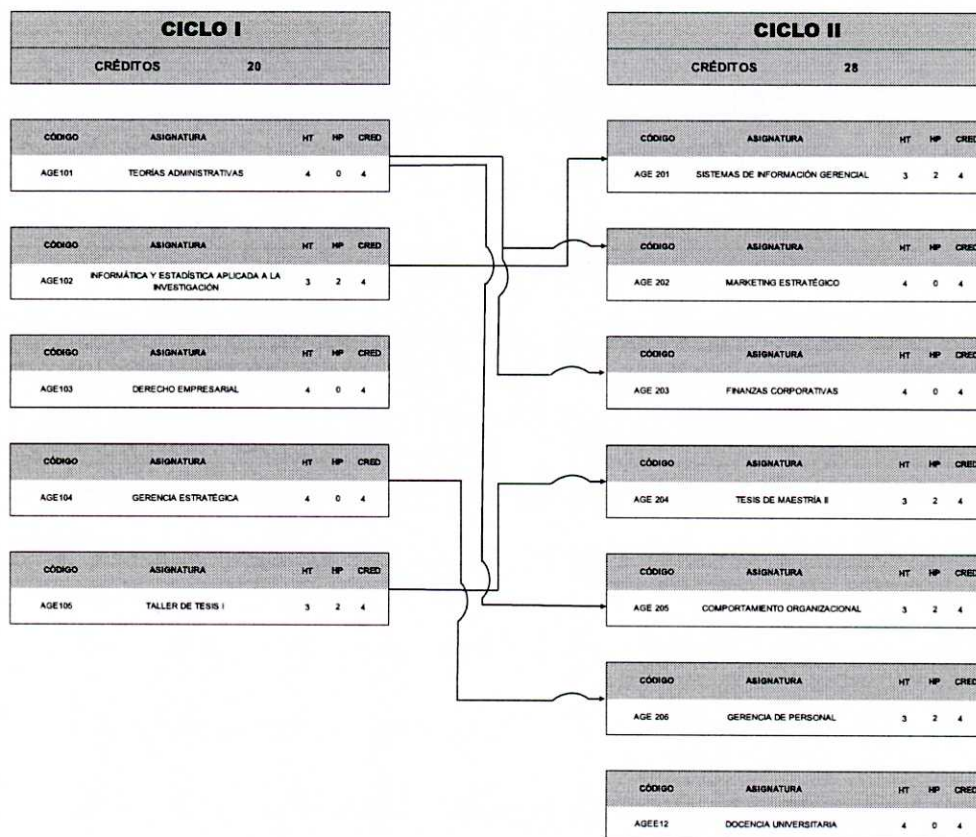 CICLO I
CRÉDITOS 20
CÓDIGO ASIGNATURA HT HP CRED
AGE101 TEORÍAS ADMINISTRATIVAS 4 0 4
CÓDIGO ASIGNATURA HT HP CRED
AGE102 INFORMÁTICA Y ESTADÍSTICA APLICADA A LA INVESTIGACIÓN 3 2 4
CÓDIGO ASIGNATURA HT HP CRED
AGE103 DERECHO EMPRESARIAL 4 0 4
CÓDIGO ASIGNATURA HT HP CRED
AGE104 GERENCIA ESTRATÉGICA 4 0 4
CÓDIGO ASIGNATURA HT HP CRED
AGE105 TALLER DE TESIS I 3 2 4
CICLO II
CRÉDITOS 28
CÓDIGO ASIGNATURA HT HP CRED
AGE 201 SISTEMAS DE INFORMACIÓN GERENCIAL 3 2 4
CÓDIGO ASIGNATURA HT HP CRED
AGE 202 MARKETING ESTRATÉGICO 4 0 4
CÓDIGO ASIGNATURA HT HP CRED
AGE 203 FINANZAS CORPORATIVAS 4 0 4
CÓDIGO ASIGNATURA HT HP CRED
AGE 204 TESIS DE MAESTRÍA II 3 2 4
CÓDIGO ASIGNATURA HT HP CRED
AGE 205 COMPORTAMIENTO ORGANIZACIONAL 3 2 4
CÓDIGO ASIGNATURA HT HP CRED
AGE 206 GERENCIA DE PERSONAL 3 2 4
CÓDIGO ASIGNATURA HT HP CRED
AGEE12 DOCENCIA UNIVERSITARIA 4 0 4